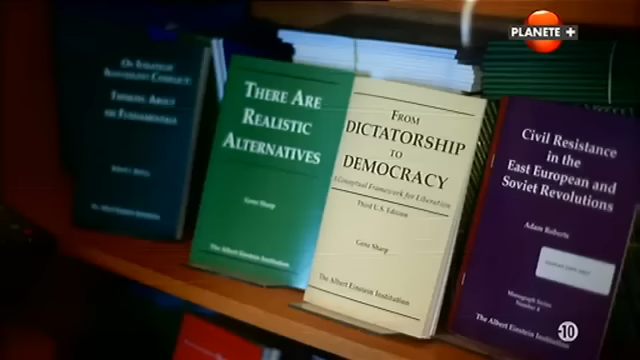 PLANETE +
ON STRATEGIC
NONVIOLENT CONFLICT:
THINKING ABOUT
THE FUNDAMENTALS
The Albert Einstein Institution
THERE ARE
REALISTIC
ALTERNATIVES
Gene Sharp
The Albert Einstein Institution
FROM
DICTATORSHIP
TO
DEMOCRACY
A Conceptual Framework for Liberation
Third U.S. Edition
Gene Sharp
The Albert Einstein Institution
Civil Resistance
in the
East European and
Soviet Revolutions
Adam Roberts
Monograph Series
Number 4
The Albert Einstein Institution
-10